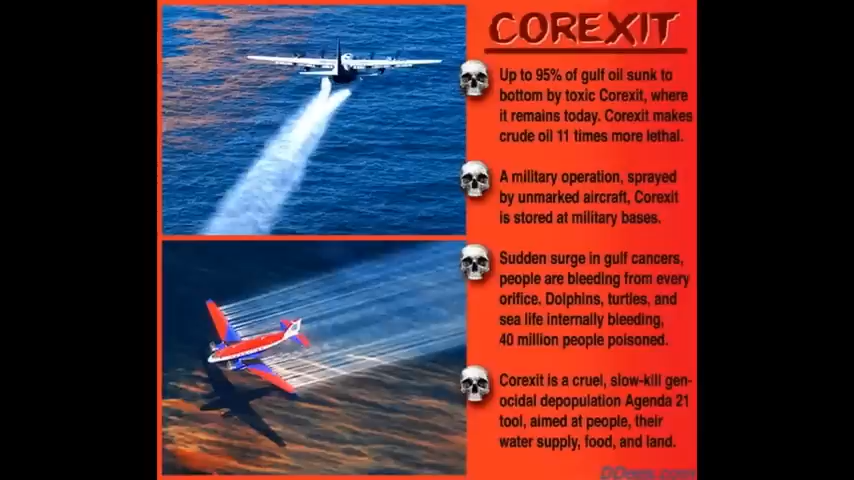 COREXIT
Up to 95% of gulf oil sunk to
bottom by toxic Corexit, where
it remains today. Corexit makes
crude oil 11 times more lethal.
A military operation, sprayed
by unmarked aircraft, Corexit
is stored at military bases.
Sudden surge in gulf cancers,
people are bleeding from every
orifice. Dolphins, turtles, and
sea life internally bleeding,
40 million people poisoned.
Corexit is a cruel, slow-kill gen-
ocidal depopulation Agenda 21
tool, aimed at people, their
water supply, food, and land.